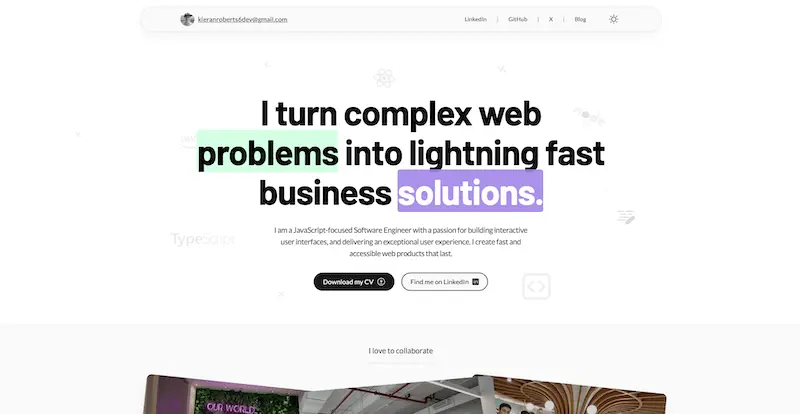 kieranroberts6dev@gmail.com
LinkedIn | GitHub | X | Blog
I turn complex web
problems into lightning fast
business solutions.
TypeScript
I am a JavaScript-focused Software Engineer with a passion for building interactive
user interfaces, and delivering an exceptional user experience. I create fast and
accessible web products that last.
Download my CV
Find me on LinkedIn in
I love to collaborate
OUR WORLD